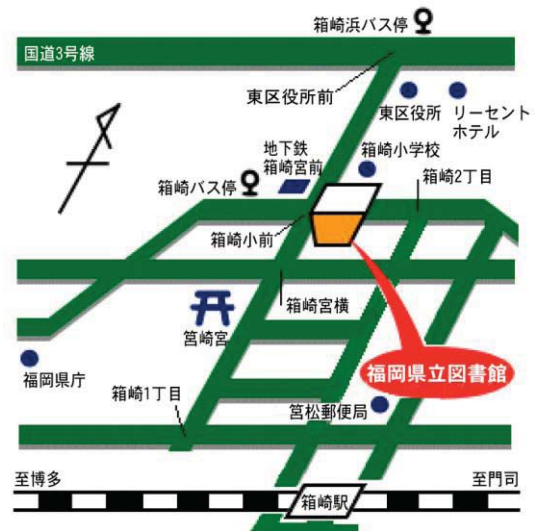 箱崎浜バス停
国道3号線
東区役所前
東区役所
リーセント
ホテル
地下鉄
箱崎宮前
箱崎小学校
箱崎バス停
箱崎2丁目
箱崎小前
箱崎宮横
筥崎宮
福岡県庁
福岡県立図書館
箱崎1丁目
筥松郵便局
至博多
至門司
箱崎駅